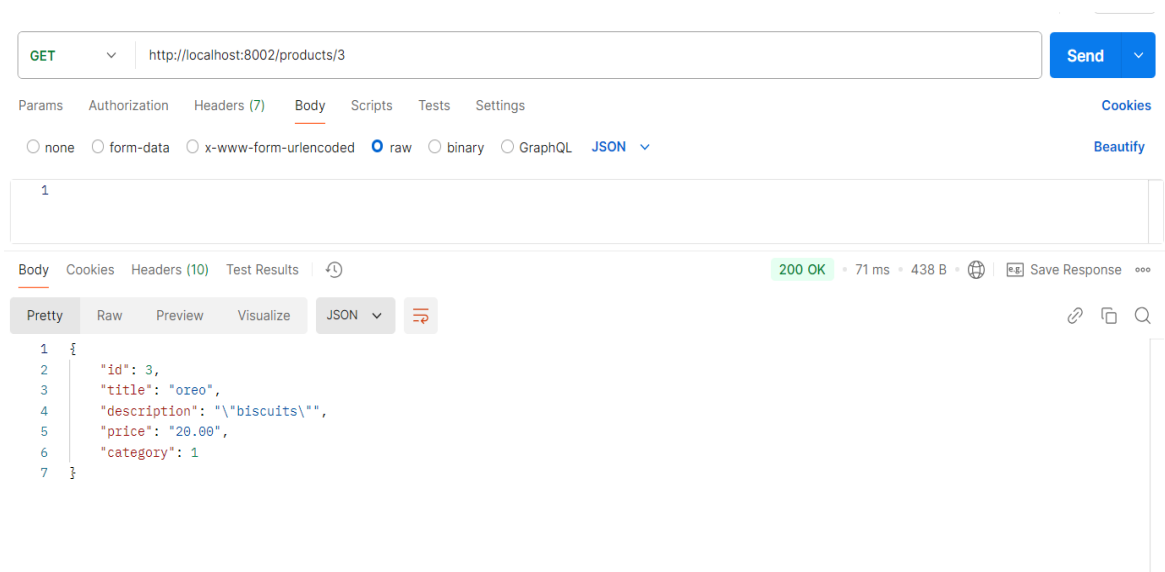 GET http://localhost:8002/products/3 Send
Params Authorization Headers (7) Body Scripts Tests Settings Cookies
none form-data x-www-form-urlencoded raw binary GraphQL JSON Beautify
1
Body Cookies Headers (10) Test Results 200 OK • 71 ms • 438 B • e.g. Save Response
Pretty Raw Preview Visualize JSON
1 {
2 "id": 3,
3 "title": "oreo",
4 "description": "\"biscuits\"",
5 "price": "20.00",
6 "category": 1
7 }